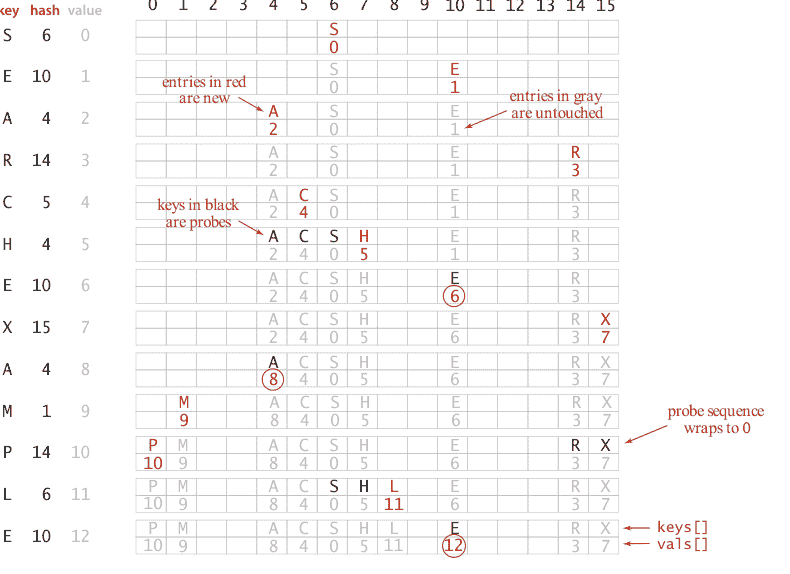 key hash value 0 1 2 3 4 5 6 7 8 9 10 11 12 13 14 15
S 6 0 S
0
E 10 1 S E
0 1
entries in red
are new
entries in gray
are untouched
A 4 2 A S E
2 0 1
R 14 3 A S E R
2 0 1 3
C 5 4 A C S E R
2 4 0 1 3
keys in black
are probes
H 4 5 A C S H E R
2 4 0 5 1 3
E 10 6 A C S H E R
2 4 0 5 6 3
X 15 7 A C S H E R X
2 4 0 5 6 3 7
A 4 8 A C S H E R X
8 4 0 5 6 3 7
M 1 9 M A C S H E R X
9 8 4 0 5 6 3 7
probe sequence
wraps to 0
P 14 10 P M A C S H E R X
10 9 8 4 0 5 6 3 7
L 6 11 P M A C S H L E R X
10 9 8 4 0 5 11 6 3 7
E 10 12 P M A C S H L E R X keys[]
10 9 8 4 0 5 11 12 3 7 vals[]